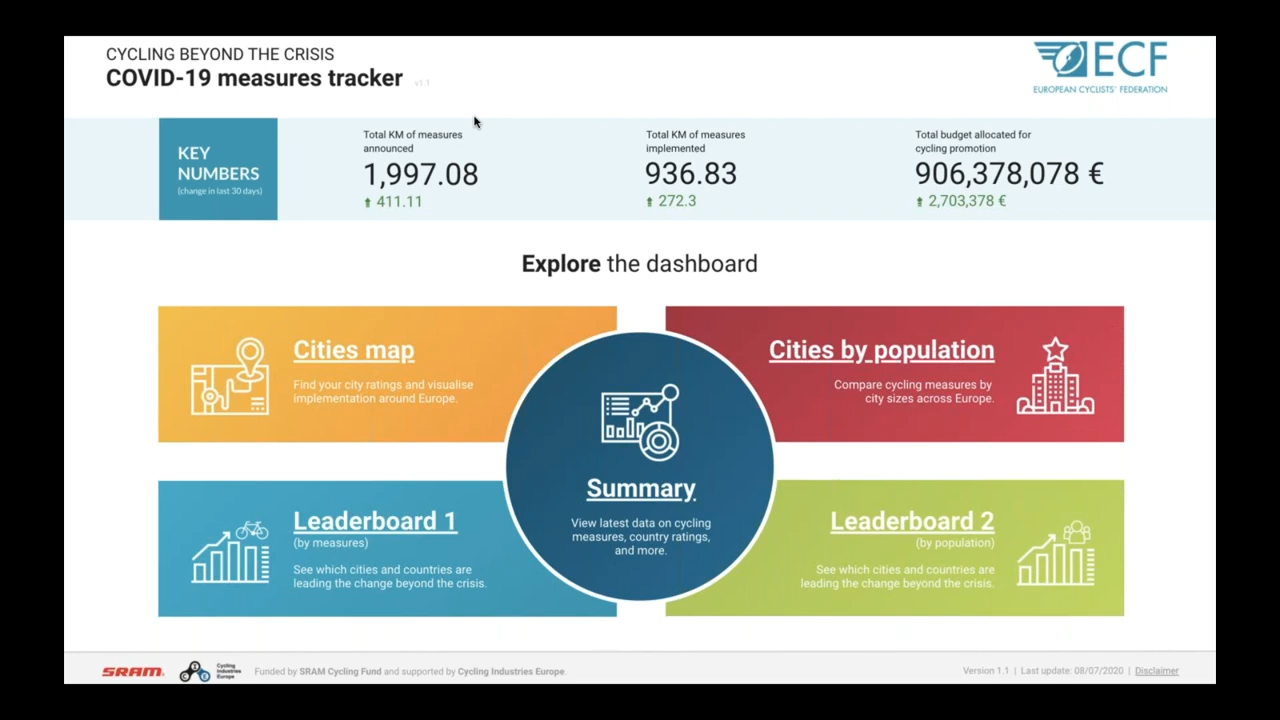 CYCLING BEYOND THE CRISIS
COVID-19 measures tracker v1.1
ECF
EUROPEAN CYCLISTS' FEDERATION
KEY
NUMBERS
(change in last 30 days)
Total KM of measures
announced
1,997.08
411.11
Total KM of measures
implemented
936.83
272.3
Total budget allocated for
cycling promotion
906,378,078 €
2,703,378 €
Explore the dashboard
Cities map
Find your city ratings and visualise
implementation around Europe.
Cities by population
Compare cycling measures by
city sizes across Europe.
Summary
View latest data on cycling
measures, country ratings,
and more.
Leaderboard 1
(by measures)
See which cities and countries are
leading the change beyond the crisis.
Leaderboard 2
(by population)
See which cities and countries are
leading the change beyond the crisis.
SRAM
Cycling
Industries
Europe
Funded by SRAM Cycling Fund and supported by Cycling Industries Europe.
Version 1.1 | Last update: 08/07/2020 | Disclaimer